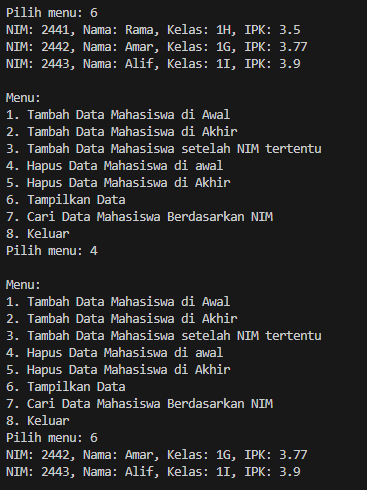 Pilih menu: 6
NIM: 2441, Nama: Rama, Kelas: 1H, IPK: 3.5
NIM: 2442, Nama: Amar, Kelas: 1G, IPK: 3.77
NIM: 2443, Nama: Alif, Kelas: 1I, IPK: 3.9
Menu:
1. Tambah Data Mahasiswa di Awal
2. Tambah Data Mahasiswa di Akhir
3. Tambah Data Mahasiswa setelah NIM tertentu
4. Hapus Data Mahasiswa di awal
5. Hapus Data Mahasiswa di Akhir
6. Tampilkan Data
7. Cari Data Mahasiswa Berdasarkan NIM
8. Keluar
Pilih menu: 4
Menu:
1. Tambah Data Mahasiswa di Awal
2. Tambah Data Mahasiswa di Akhir
3. Tambah Data Mahasiswa setelah NIM tertentu
4. Hapus Data Mahasiswa di awal
5. Hapus Data Mahasiswa di Akhir
6. Tampilkan Data
7. Cari Data Mahasiswa Berdasarkan NIM
8. Keluar
Pilih menu: 6
NIM: 2442, Nama: Amar, Kelas: 1G, IPK: 3.77
NIM: 2443, Nama: Alif, Kelas: 1I, IPK: 3.9